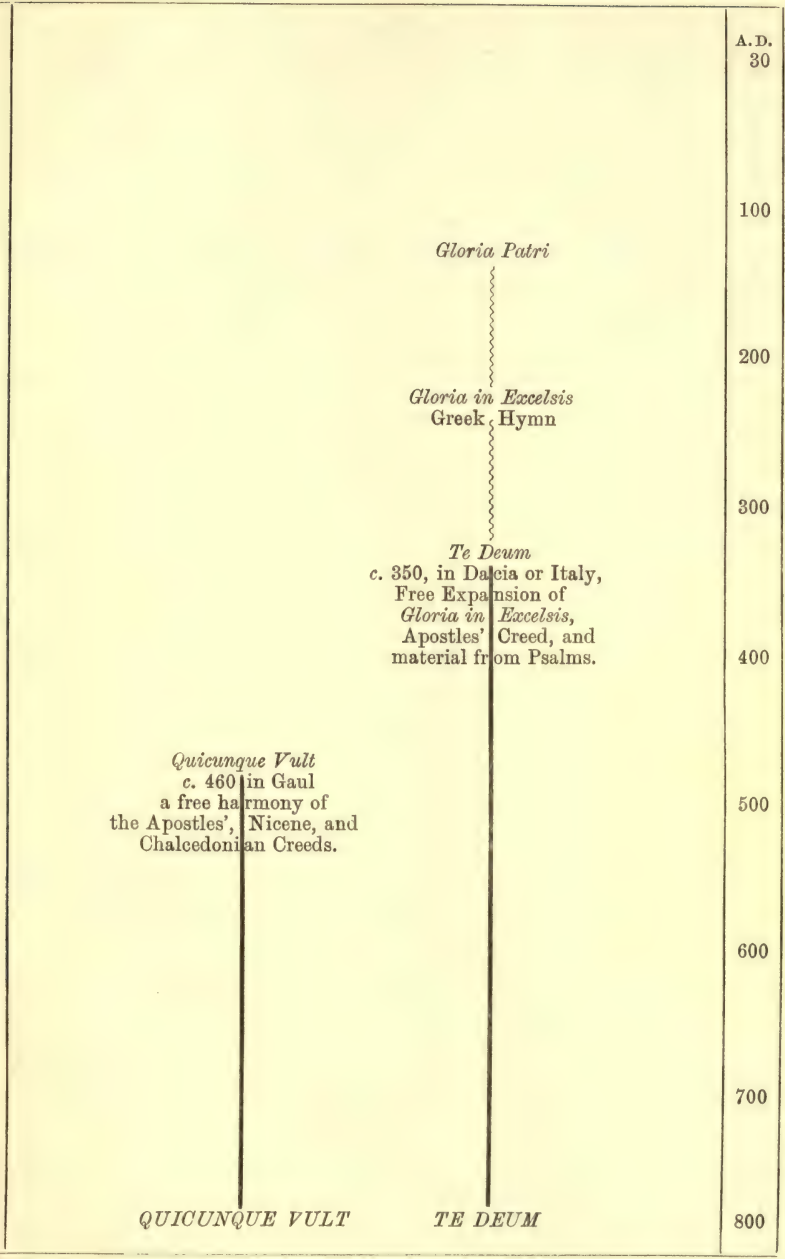 A.D.
30
100
Gloria Patri
200
Gloria in Excelsis
Greek Hymn
300
Te Deum
c. 350, in Dacia or Italy,
Free Expansion of
Gloria in Excelsis,
Apostles' Creed, and
material from Psalms.
400
Quicunque Vult
c. 460 in Gaul
a free harmony of
the Apostles', Nicene, and
Chalcedonian Creeds.
500
600
700
QUICUNQUE VULT TE DEUM 800